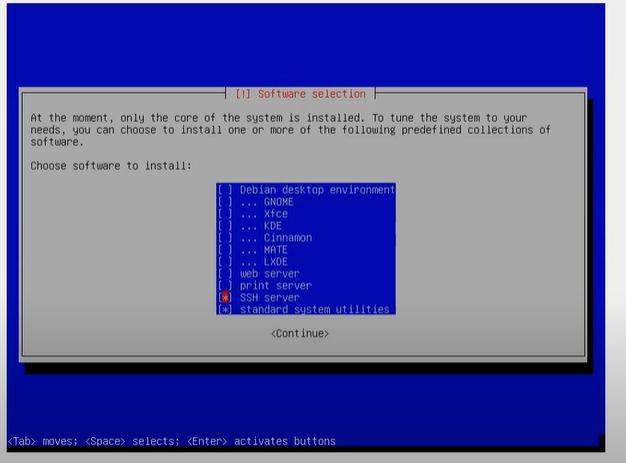 [!] Software selection
At the moment, only the core of the system is installed. To tune the system to your
needs, you can choose to install one or more of the following predefined collections of
software.
Choose software to install:
[ ] Debian desktop environment
[ ] ... GNOME
[ ] ... Xfce
[ ] ... KDE
[ ] ... Cinnamon
[ ] ... MATE
[ ] ... LXDE
[ ] web server
[ ] print server
[*] SSH server
[*] standard system utilities
<Continue>
<Tab> moves; <Space> selects; <Enter> activates buttons